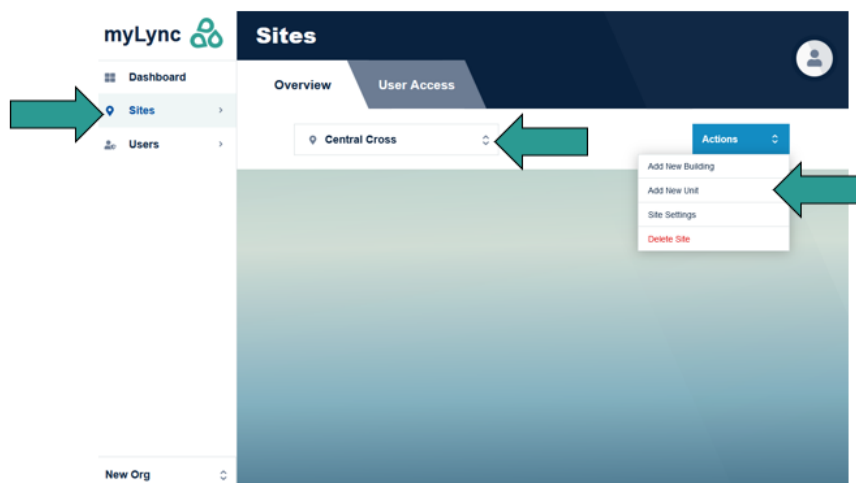 myLync
Sites
Dashboard
Overview
User Access
Sites
Users
Central Cross
Actions
Add New Building
Add New Unit
Site Settings
Delete Site
New Org